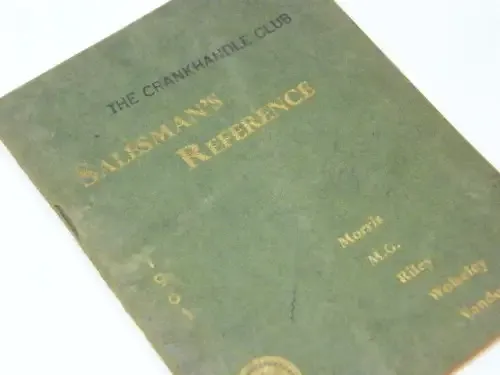 THE CRANKHANDLE CLUB
SALESMAN'S
REFERENCE
Morris
M.G.
Riley
Wolseley